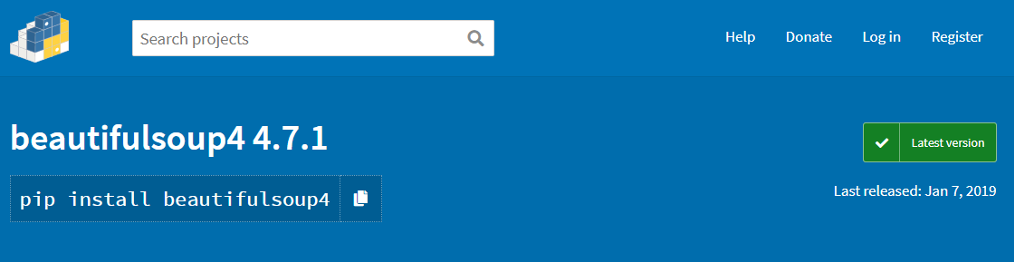 Search projects
Help Donate Log in Register
beautifulsoup4 4.7.1
Latest version
pip install beautifulsoup4
Last released: Jan 7, 2019